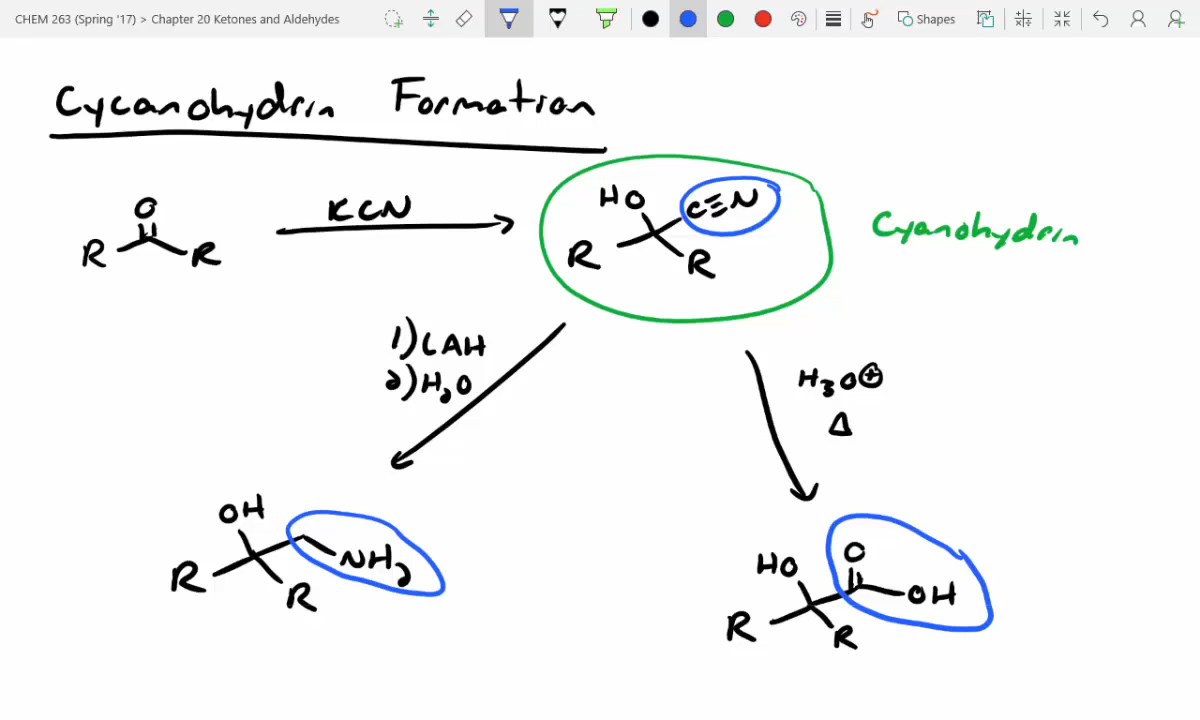 CHEM 263 (Spring '17) > Chapter 20 Ketones and Aldehydes
Shapes
Cycanohydrin Formation
O
R R
KCN
HO C≡N
R R
Cyanohydrin
1) LAH
2) H₂O
H₃O⊕
Δ
OH
NH₂
R
R
O
HO
OH
R
R